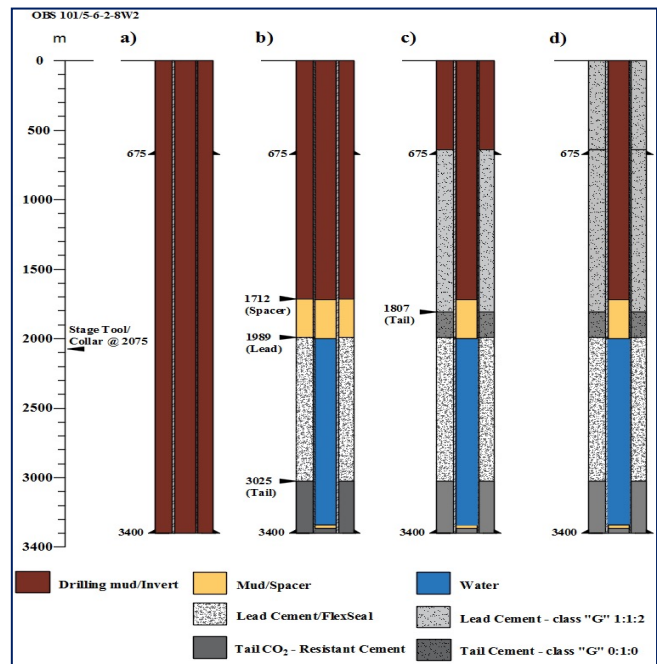 OBS 101/5-6-2-8W2
m a) b) c) d)
0
500
675 675 675 675
1000
1500
1712
(Spacer)
1807
(Tail)
1989
(Lead)
2000
Stage Tool/
Collar @ 2075
2500
3000
3025
(Tail)
3400
3400 3400 3400 3400
Drilling mud/Invert
Mud/Spacer
Water
Lead Cement/FlexSeal
Lead Cement - class "G" 1:1:2
Tail CO₂ - Resistant Cement
Tail Cement - class "G" 0:1:0